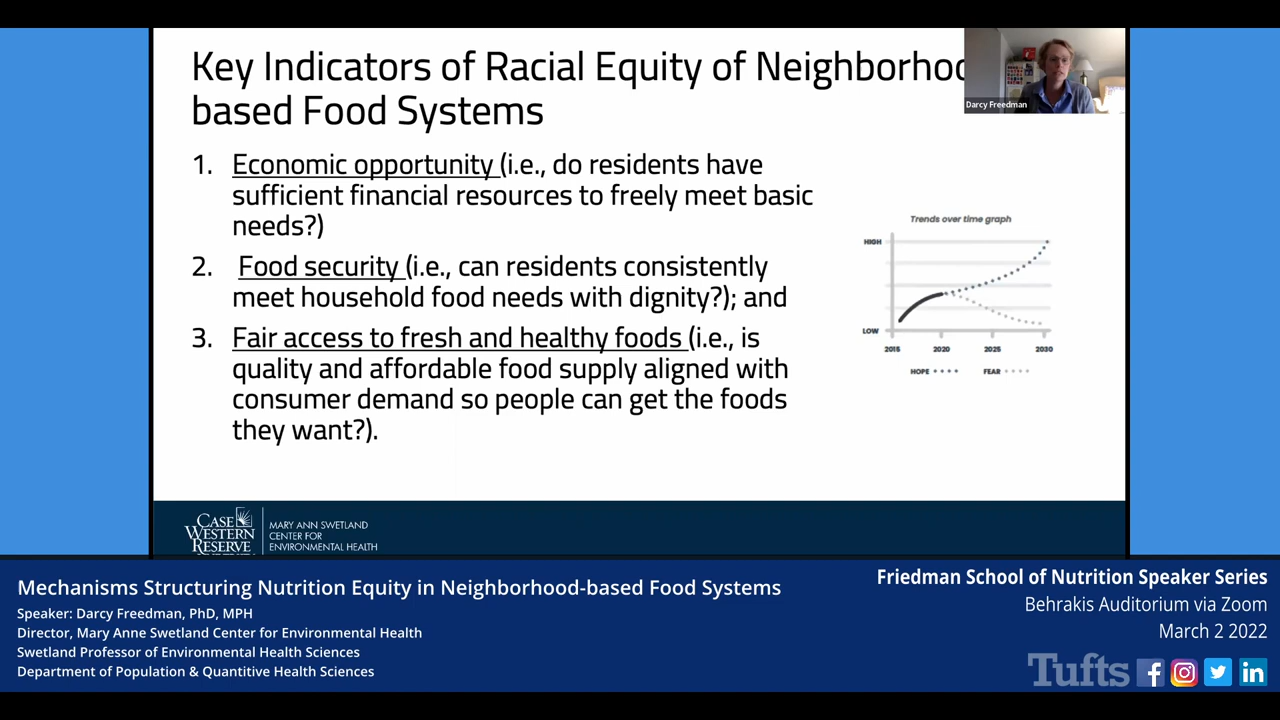 Key Indicators of Racial Equity of Neighborhoo
based Food Systems
Darcy Freedman
1. Economic opportunity (i.e., do residents have
sufficient financial resources to freely meet basic
needs?)
2. Food security (i.e., can residents consistently
meet household food needs with dignity?); and
3. Fair access to fresh and healthy foods (i.e., is
quality and affordable food supply aligned with
consumer demand so people can get the foods
they want?).
Trends over time graph
HIGH
LOW
2015 2020 2025 2030
HOPE FEAR
CASE
WESTERN
RESERVE
MARY ANN SWETLAND
CENTER FOR
ENVIRONMENTAL HEALTH
Mechanisms Structuring Nutrition Equity in Neighborhood-based Food Systems
Speaker: Darcy Freedman, PhD, MPH
Director, Mary Anne Swetland Center for Environmental Health
Swetland Professor of Environmental Health Sciences
Department of Population & Quantitative Health Sciences
Friedman School of Nutrition Speaker Series
Behrakis Auditorium via Zoom
March 2 2022
Tufts